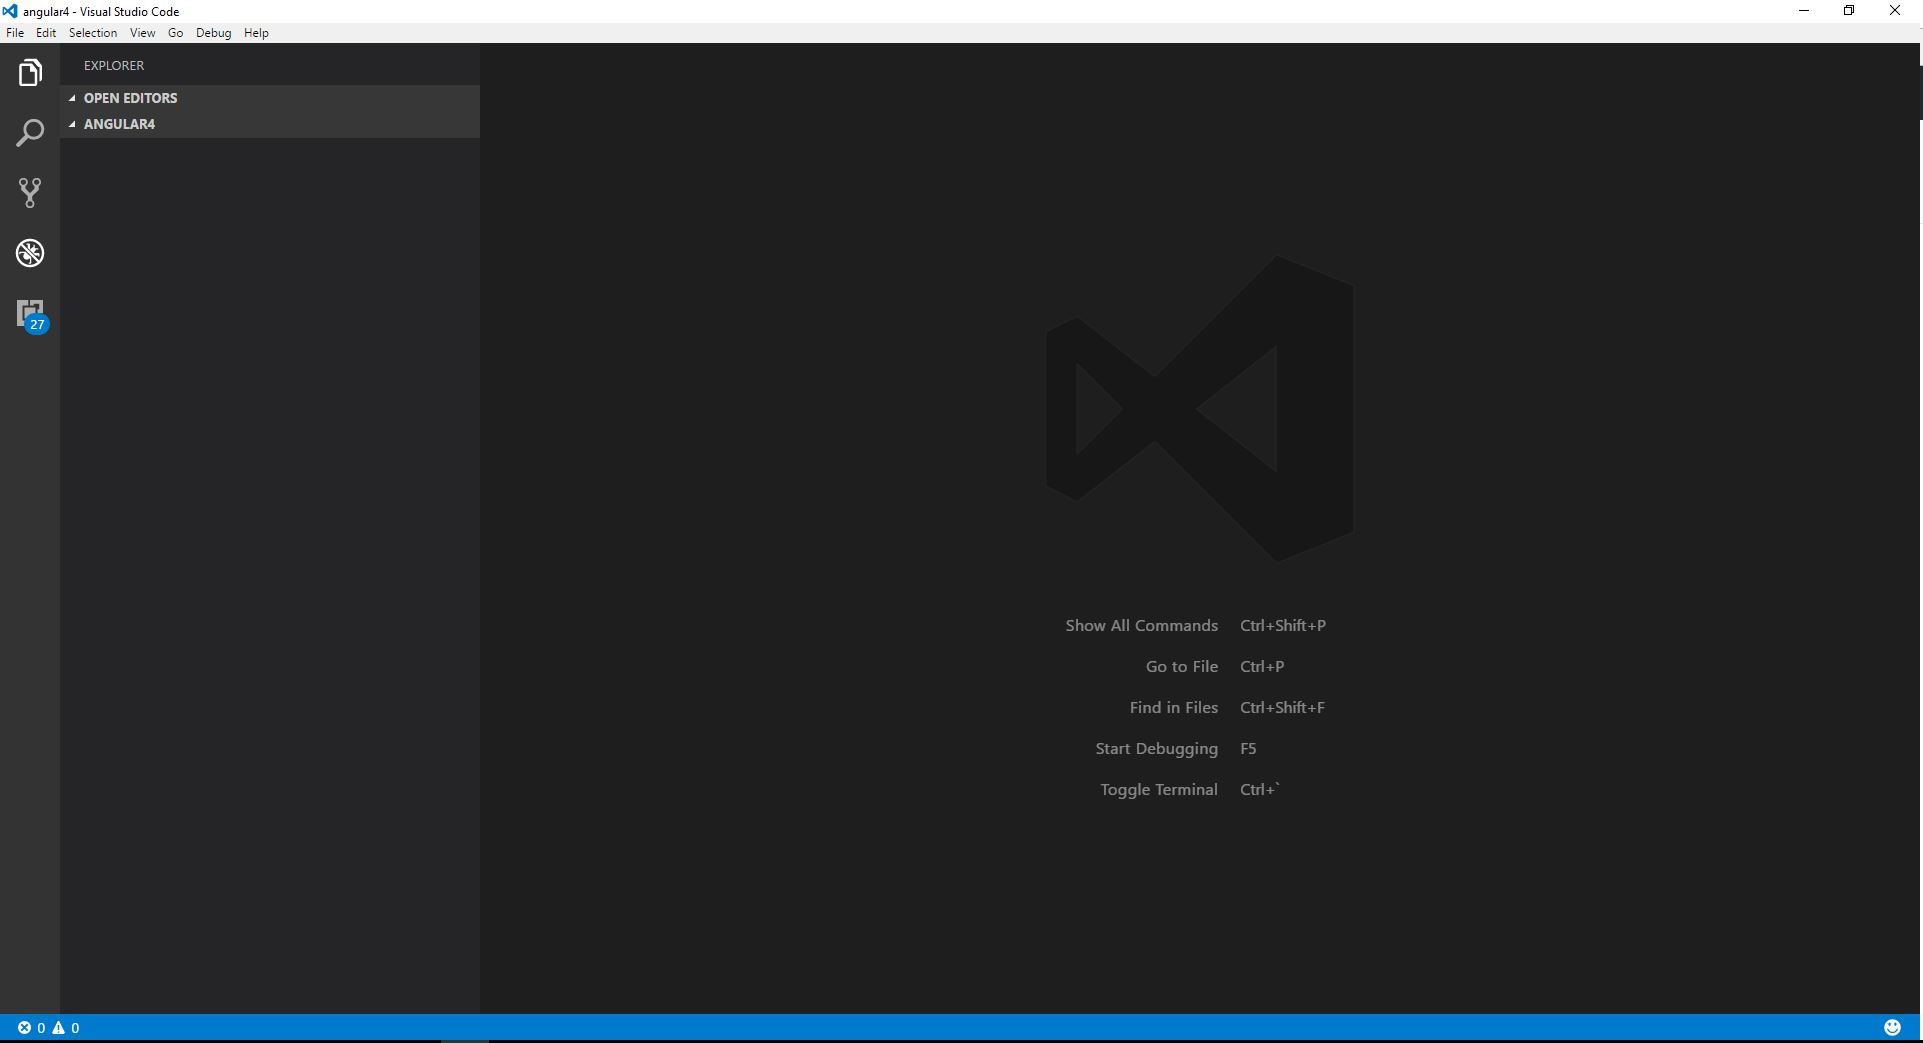 angular4 - Visual Studio Code
File Edit Selection View Go Debug Help
EXPLORER
OPEN EDITORS
ANGULAR4
27
Show All Commands Ctrl+Shift+P
Go to File Ctrl+P
Find in Files Ctrl+Shift+F
Start Debugging F5
Toggle Terminal Ctrl+`
0 0